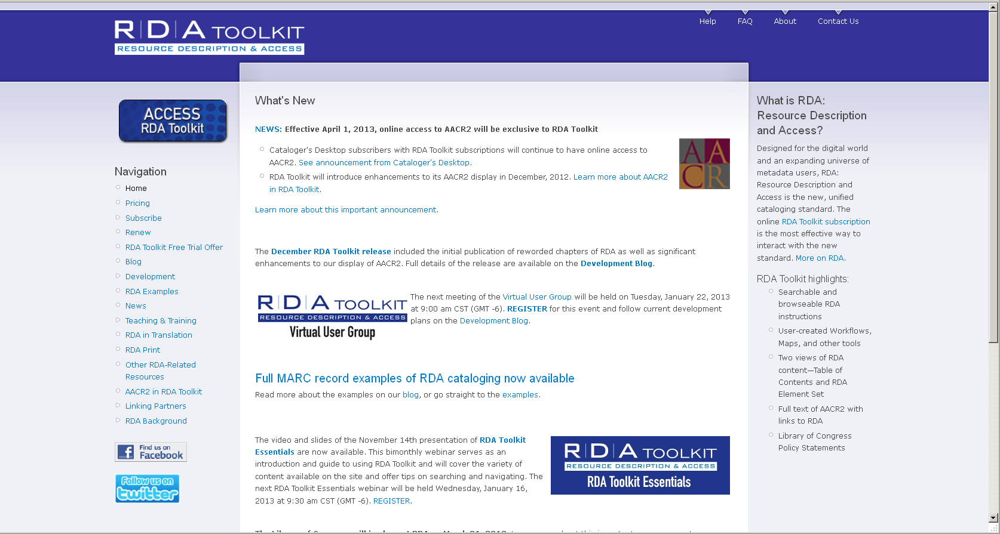 R|D|A TOOLKIT
RESOURCE DESCRIPTION & ACCESS
Help
FAQ
About
Contact Us
ACCESS
RDA Toolkit
Navigation
Home
Pricing
Subscribe
Renew
RDA Toolkit Free Trial Offer
Blog
Development
RDA Examples
News
Teaching & Training
RDA in Translation
RDA Print
Other RDA-Related
Resources
AACR2 in RDA Toolkit
Linking Partners
RDA Background
Find us on
Facebook
Follow us on
twitter
What's New
NEWS: Effective April 1, 2013, online access to AACR2 will be exclusive to RDA Toolkit
Cataloger's Desktop subscribers with RDA Toolkit subscriptions will continue to have online access to
AACR2. See announcement from Cataloger's Desktop.
RDA Toolkit will introduce enhancements to its AACR2 display in December, 2012. Learn more about AACR2
in RDA Toolkit.
AA
CR
Learn more about this important announcement.
The December RDA Toolkit release included the initial publication of reworded chapters of RDA as well as significant
enhancements to our display of AACR2. Full details of the release are available on the Development Blog.
R|D|A TOOLKIT
RESOURCE DESCRIPTION & ACCESS
Virtual User Group
The next meeting of the Virtual User Group will be held on Tuesday, January 22, 2013
at 9:00 am CST (GMT -6). REGISTER for this event and follow current development
plans on the Development Blog.
Full MARC record examples of RDA cataloging now available
Read more about the examples on our blog, or go straight to the examples.
The video and slides of the November 14th presentation of RDA Toolkit
Essentials are now available. This bimonthly webinar serves as an
introduction and guide to using RDA Toolkit and will cover the variety of
content available on the site and offer tips on searching and navigating. The
next RDA Toolkit Essentials webinar will be held Wednesday, January 16,
2013 at 9:30 am CST (GMT -6). REGISTER.
R|D|A TOOLKIT
RESOURCE DESCRIPTION & ACCESS
RDA Toolkit Essentials
What is RDA:
Resource Description
and Access?
Designed for the digital world
and an expanding universe of
metadata users, RDA:
Resource Description and
Access is the new, unified
cataloging standard. The
online RDA Toolkit subscription
is the most effective way to
interact with the new
standard. More on RDA.
RDA Toolkit highlights:
Searchable and
browseable RDA
instructions
User-created Workflows,
Maps, and other tools
Two views of RDA
content—Table of
Contents and RDA
Element Set
Full text of AACR2 with
links to RDA
Library of Congress
Policy Statements